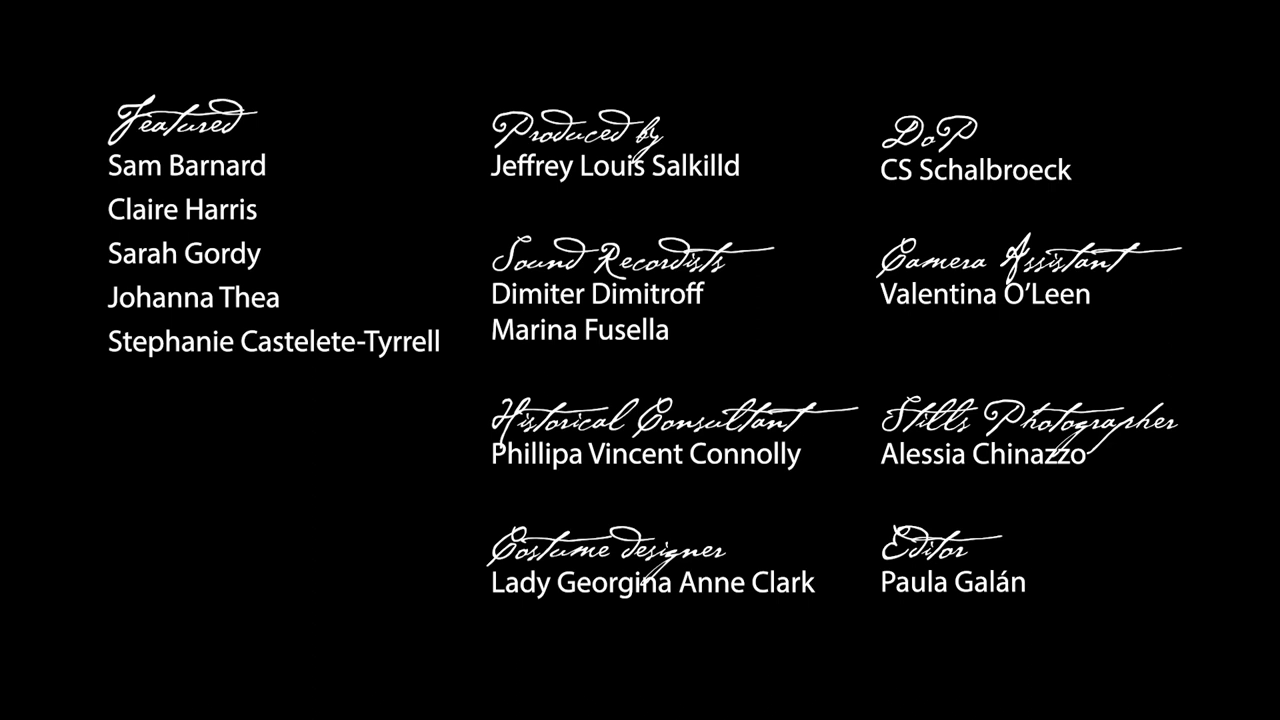 Featured
Sam Barnard
Claire Harris
Sarah Gordy
Johanna Thea
Stephanie Castelete-Tyrrell
Produced by
Jeffrey Louis Salkilld
Sound Recordists
Dimiter Dimitroff
Marina Fusella
Historical Consultant
Phillipa Vincent Connolly
Costume designer
Lady Georgina Anne Clark
DoP
CS Schalbroeck
Camera Assistant
Valentina O'Leen
Stills Photographer
Alessia Chinazzo
Editor
Paula Galán